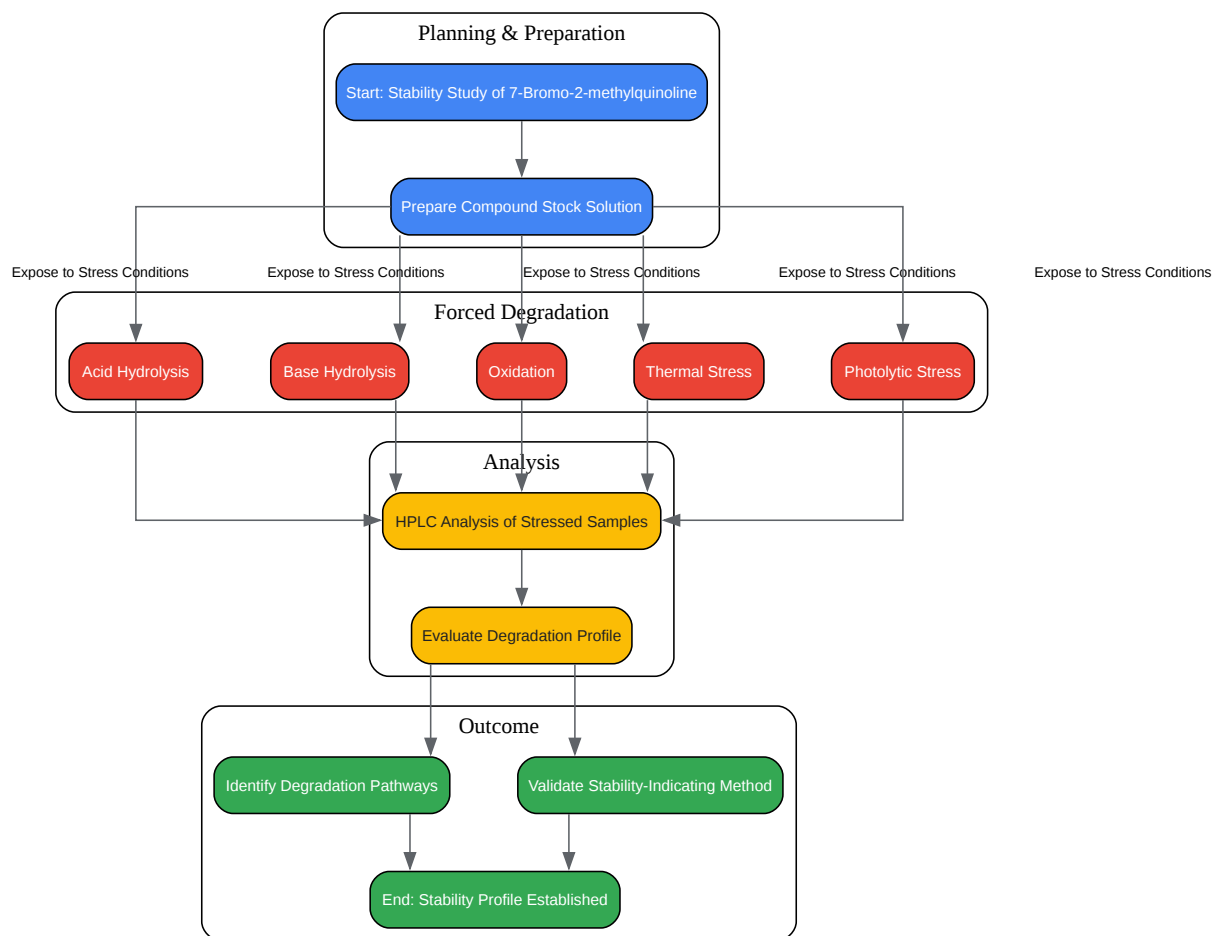 Planning & Preparation
Start: Stability Study of 7-Bromo-2-methylquinoline
Prepare Compound Stock Solution
Expose to Stress Conditions
Expose to Stress Conditions
Expose to Stress Conditions
Expose to Stress Conditions
Expose to Stress Conditions
Forced Degradation
Acid Hydrolysis
Base Hydrolysis
Oxidation
Thermal Stress
Photolytic Stress
Analysis
HPLC Analysis of Stressed Samples
Evaluate Degradation Profile
Outcome
Identify Degradation Pathways
Validate Stability-Indicating Method
End: Stability Profile Established